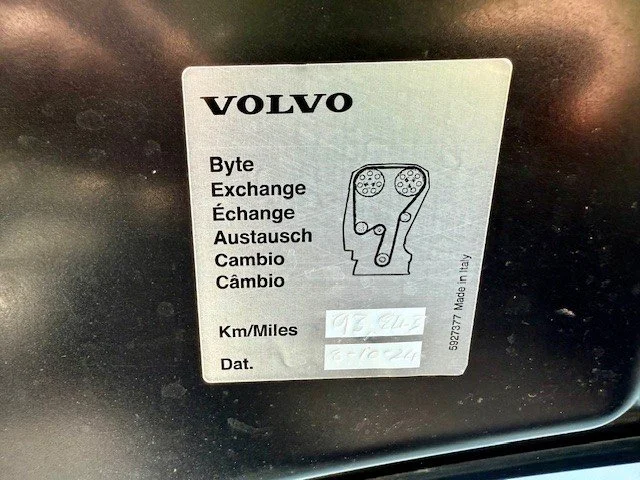 VOLVO
Byte
Exchange
Échange
Austausch
Cambio
Câmbio
Km/Miles
Dat.
5927377 Made in Italy